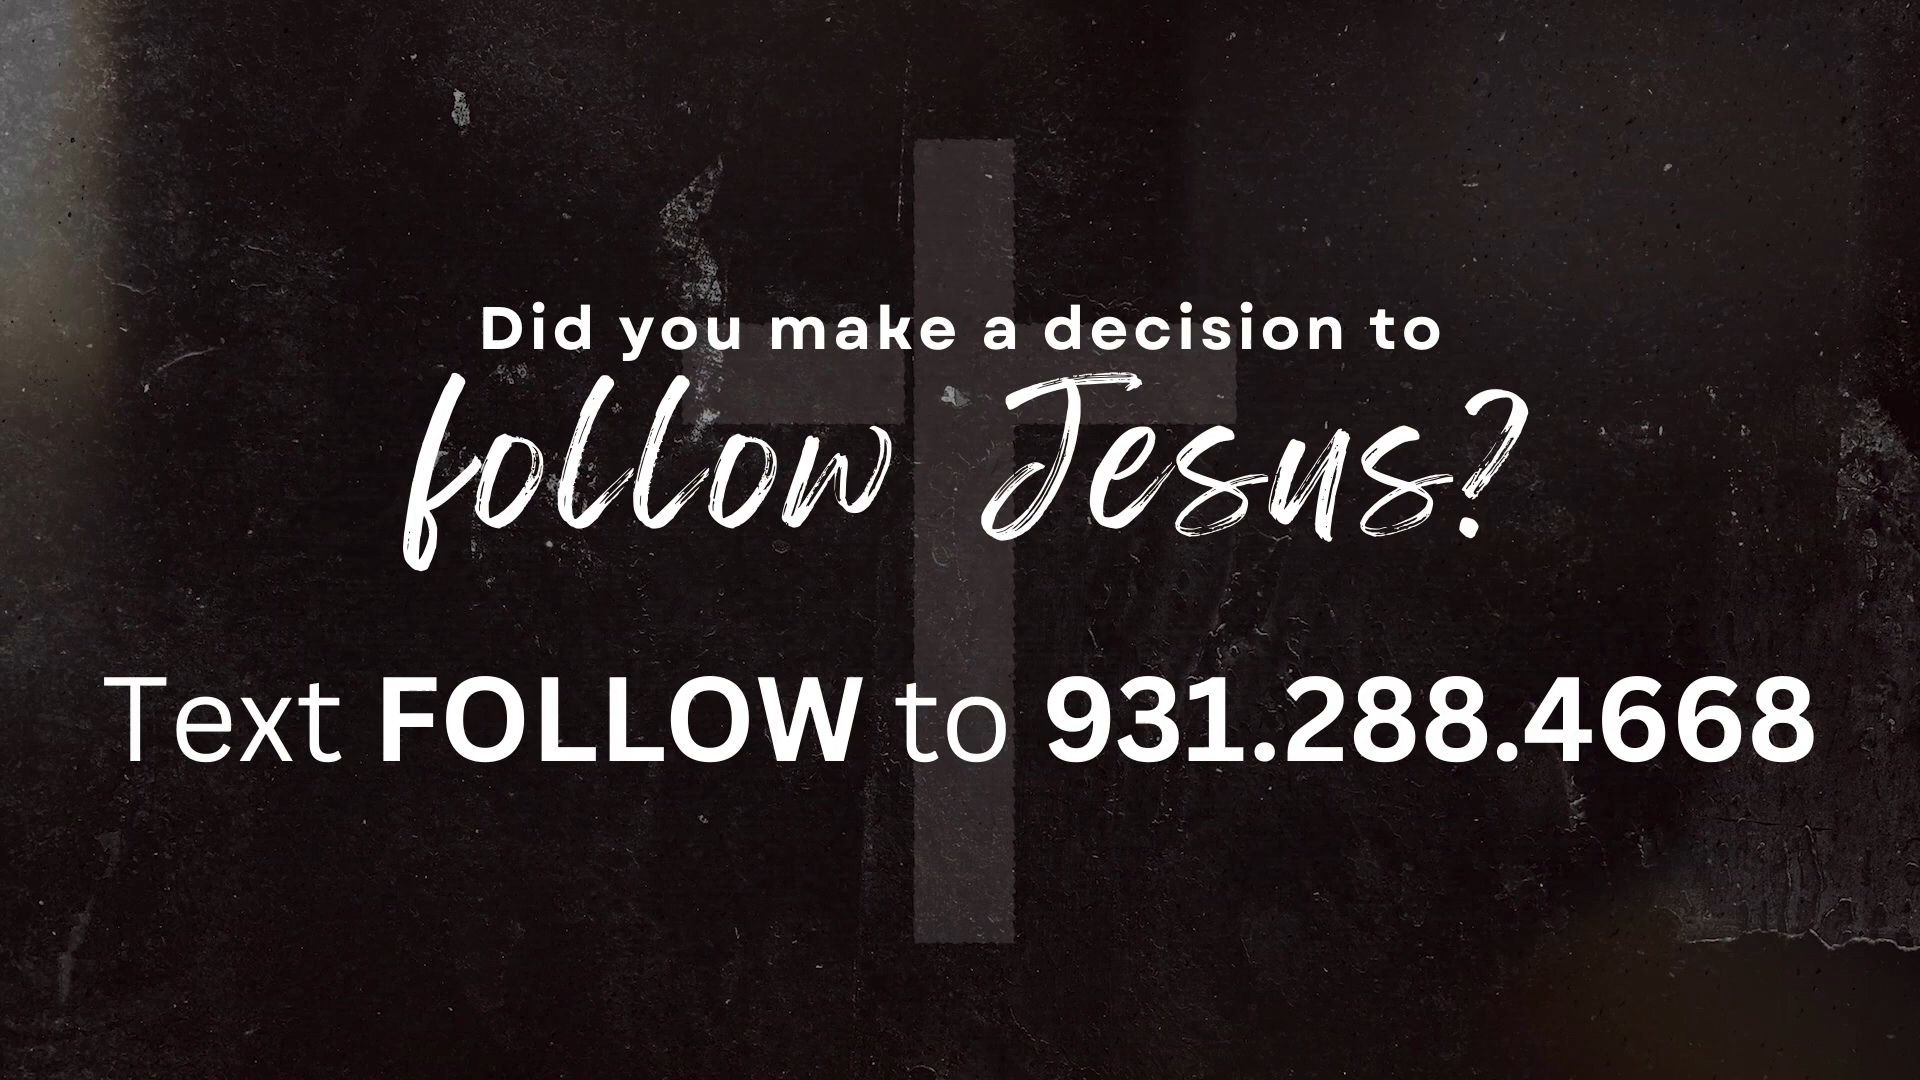 Did you make a decision to
follow Jesus?
Text FOLLOW to 931.288.4668